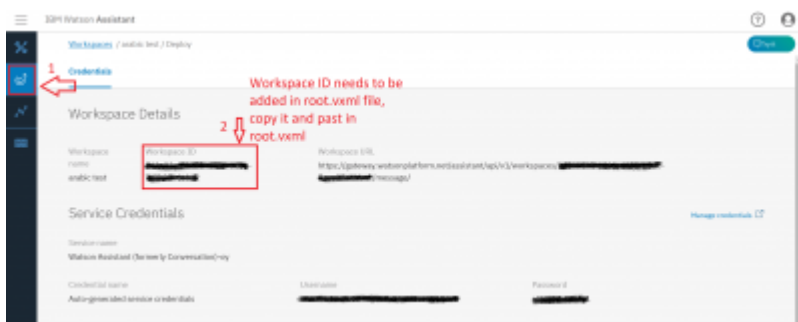 IBM Watson Assistant
Workspaces / arabic test / Deploy
Credentials
1
Workspace ID needs to be
added in root.vxml file,
copy it and past in
root.vxml
2
Workspace Details
Workspace name
Workspace ID
Workspace URL
arabic test
https://gateway.watsonplatform.net/assistant/api/v1/workspaces/
/message/
Service Credentials
Manage credentials
Service name
Watson Assistant (formerly Conversation)-oy
Credential name
Username
Password
Auto-generated service credentials